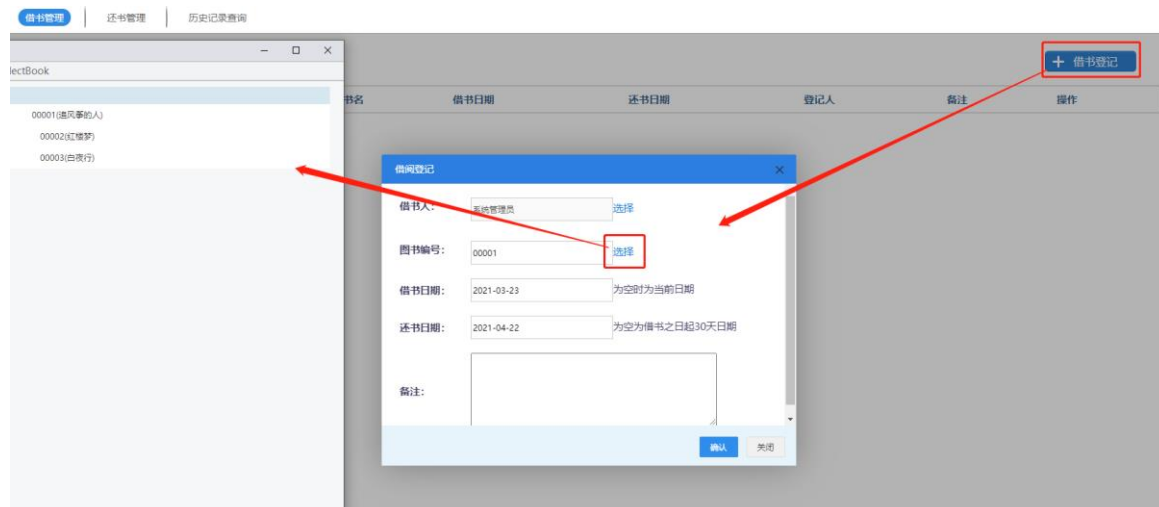 借书管理 还书管理 历史记录查询
lectBook
+ 借书登记
书名 借书日期 还书日期 登记人 备注 操作
00001(追风筝的人)
00002(红楼梦)
00003(白夜行)
借阅登记
借书人: 系统管理员 选择
图书编号: 00001 选择
借书日期: 2021-03-23 为空时为当前日期
还书日期: 2021-04-22 为空为借书之日起30天日期
备注:
确认 关闭